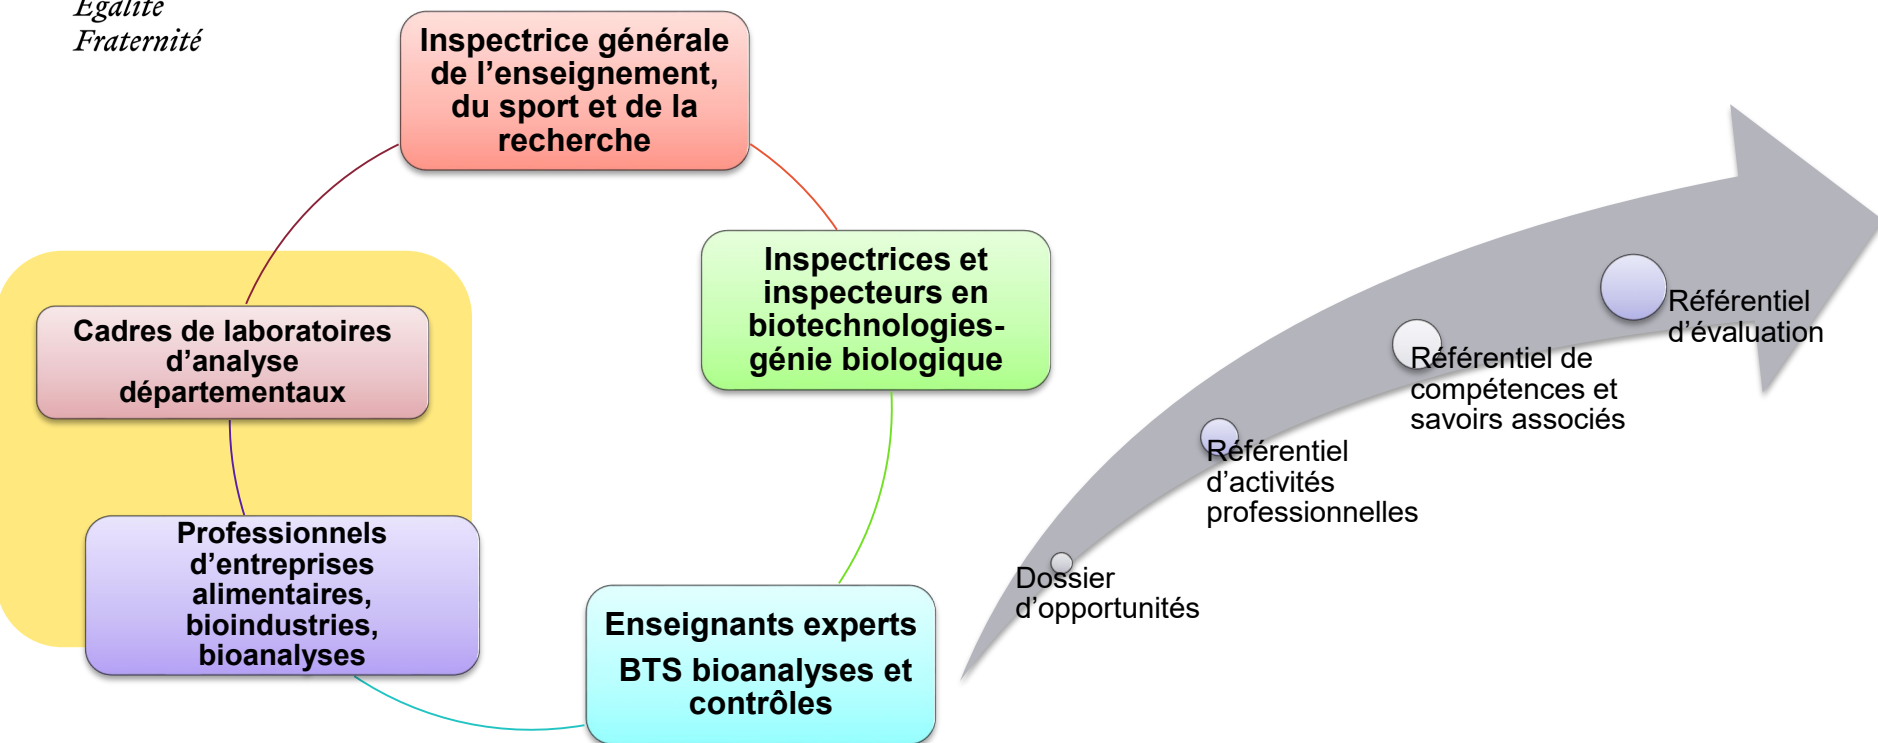 Égalité
Fraternité
Inspectrice générale
de l’enseignement,
du sport et de la
recherche
Inspectrices et
inspecteurs en
biotechnologies-
génie biologique
Cadres de laboratoires
d’analyse
départementaux
Professionnels
d’entreprises
alimentaires,
bioindustries,
bioanalyses
Enseignants experts
BTS bioanalyses et
contrôles
Dossier
d’opportunités
Référentiel
d’activités
professionnelles
Référentiel de
compétences et
savoirs associés
Référentiel
d’évaluation